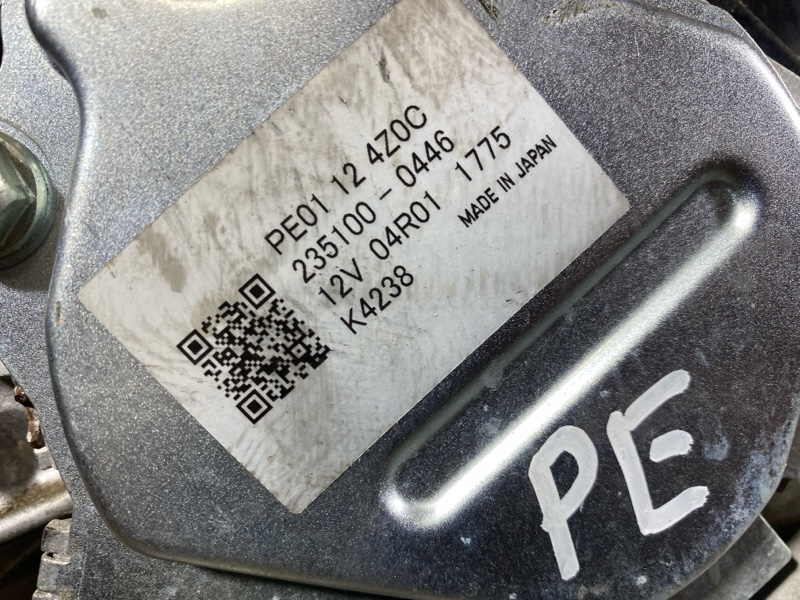 PE01 12 4Z0C
235100-0446
12V 04R01 1775
K4238
MADE IN JAPAN
PE